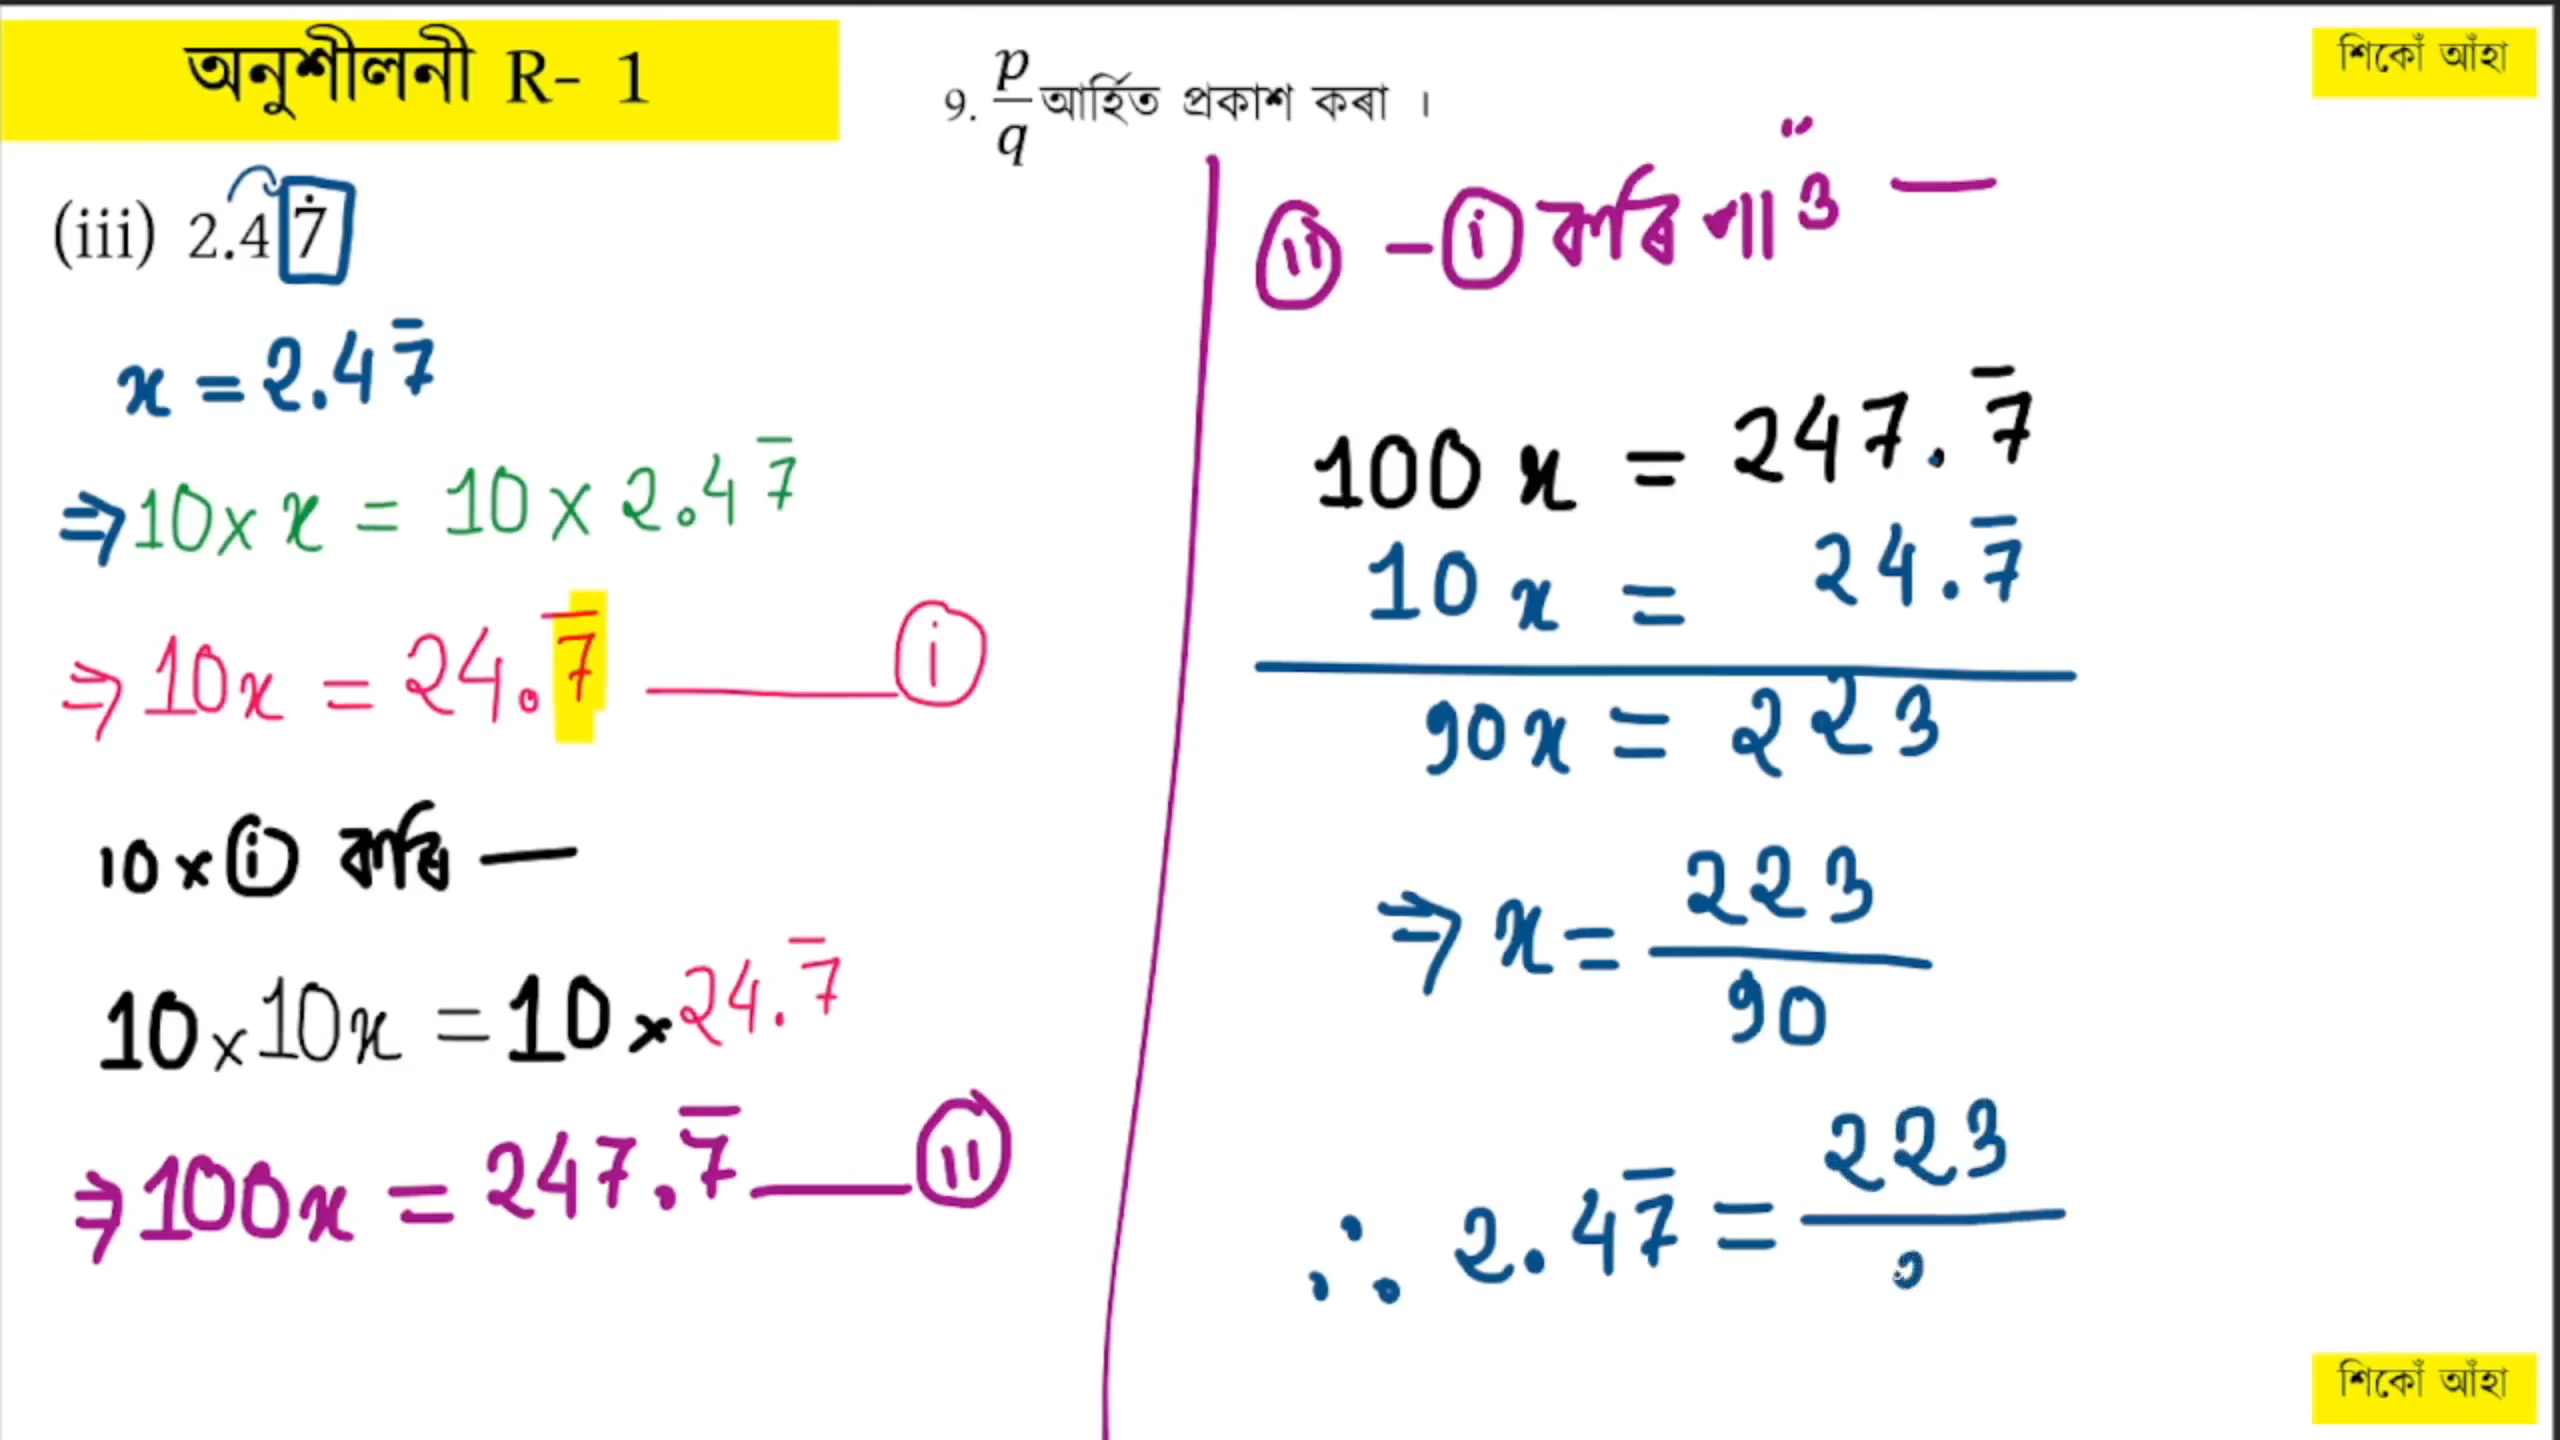 অনুশীলনী R- 1
9. p/q আৰ্হিত প্ৰকাশ কৰা ।
শিকোঁ আঁহা
(iii) 2.47̇
x = 2.47̅
⇒ 10 × x = 10 × 2.47̅
⇒ 10x = 24.7̅ —— (i)
10 × (i) কৰি —
10 × 10x = 10 × 24.7̅
⇒ 100x = 247.7̅ —— (ii)
(ii) - (i) কৰি পাওঁ —
100 x = 247.7̅
10 x = 24.7̅
90x = 223
⇒ x = 223/90
∴ 2.47̅ = 223/
শিকোঁ আঁহা